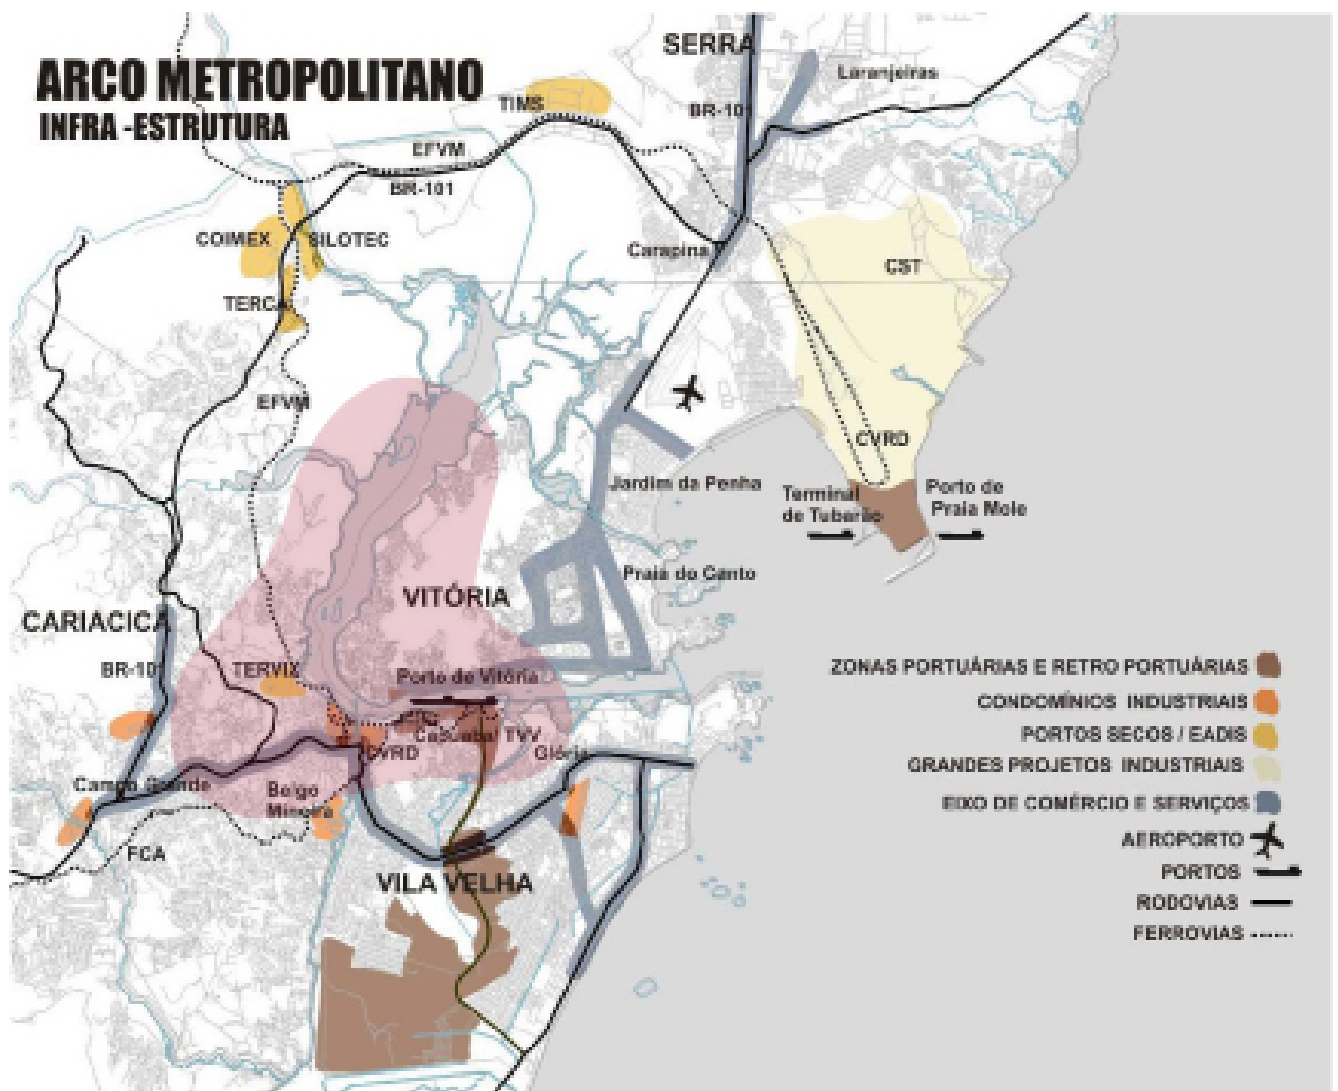 ARCO METROPOLITANO
INFRA -ESTRUTURA
SERRA
Laranjeiras
TIMS
BR-101
EFVM
BR-101
COIMEX
SILOTEC
Carapina
CST
TERCA
EFVM
CVRD
Jardim da Penha
Terminal
de Tubarão
Porto de
Praia Mole
Praia do Canto
VITÓRIA
CARIACICA
BR-101
TERVIX
Porto de Vitória
Capuaba/ TVV
CVRD
Glória
Campo Grande
Belgo
Mineira
FCA
VILA VELHA
ZONAS PORTUÁRIAS E RETRO PORTUÁRIAS
CONDOMÍNIOS INDUSTRIAIS
PORTOS SECOS / EADIS
GRANDES PROJETOS INDUSTRIAIS
EIXO DE COMÉRCIO E SERVIÇOS
AEROPORTO
PORTOS
RODOVIAS
FERROVIAS